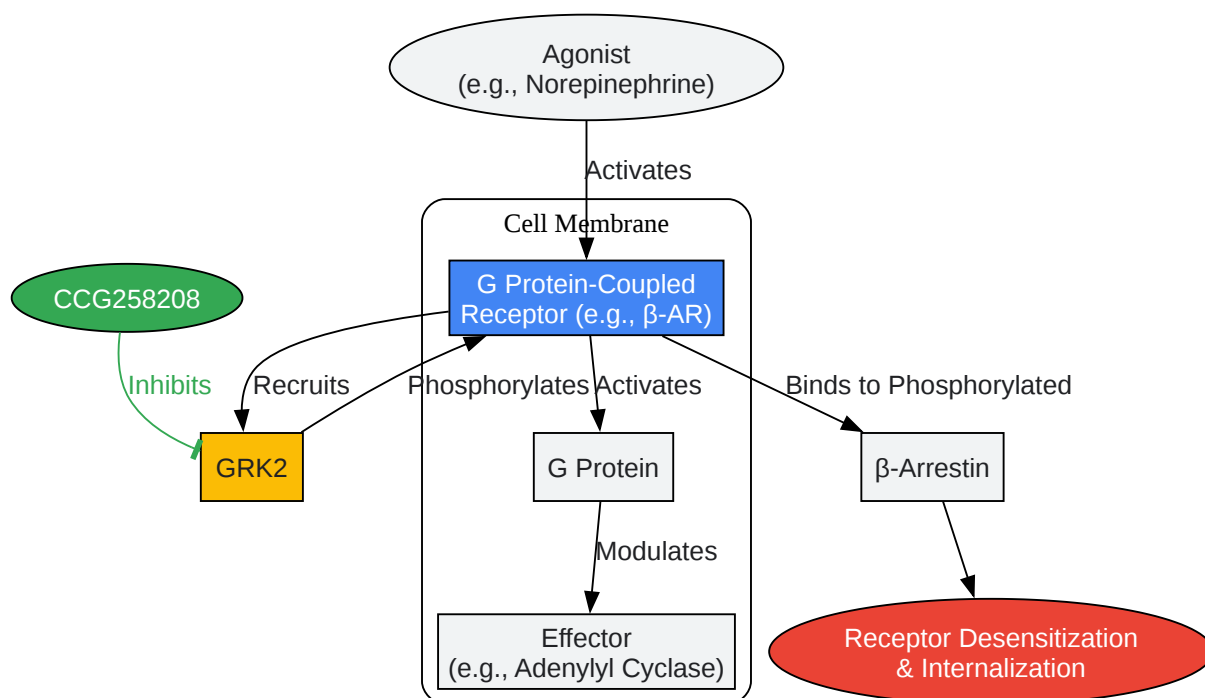 Agonist
(e.g., Norepinephrine)
Activates
Cell Membrane
G Protein-Coupled
Receptor (e.g., β-AR)
CCG258208
Inhibits
Recruits
Phosphorylates
Activates
Binds to Phosphorylated
GRK2
G Protein
β-Arrestin
Modulates
Effector
(e.g., Adenylyl Cyclase)
Receptor Desensitization
& Internalization